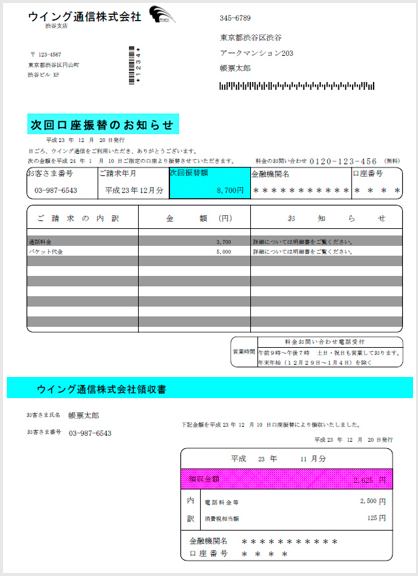 ウイング通信株式会社
渋谷支店
〒 123-4567
東京都渋谷区円山町
渋谷ビル 8F
*1234*
345-6789
東京都渋谷区渋谷
アークマンション203
帳票太郎
次回口座振替のお知らせ
平成 23 年 12 月 20 日発行
日ごろ、ウイング通信をご利用いただき、ありがとうございます。
次の金額を平成 24 年 1 月 10 日ご指定の口座より振替させていただきます。 料金のお問い合わせ 0120-123-456 (無料)
お客さま番号 ご請求年月 次回振替額 金融機関名 口座番号
03-987-6543 平成23年12月分 8,700円 *********** ****
ご請求の内訳 金額 (円) お知らせ
通話料金 3,700 詳細については明細書をご覧ください。
パケット代金 5,000 詳細については明細書をご覧ください。
料金お問い合わせ電話受付
営業時間 午前9時~午後7時 土日・祝日も営業しております。
年末年始(12月29日~1月4日)を除く
ウイング通信株式会社領収書
お客さま氏名 帳票太郎
お客さま番号 03-987-6543
下記金額を平成 23 年 12 月 10 日口座振替により領収いたしました。
平成 23 年 12 月 20 日発行
平成 23 年 11 月分
領収金額 2,625 円
内訳 電話料金等 2,500 円
消費税相当額 125 円
金融機関名 ***********
口座番号 ****